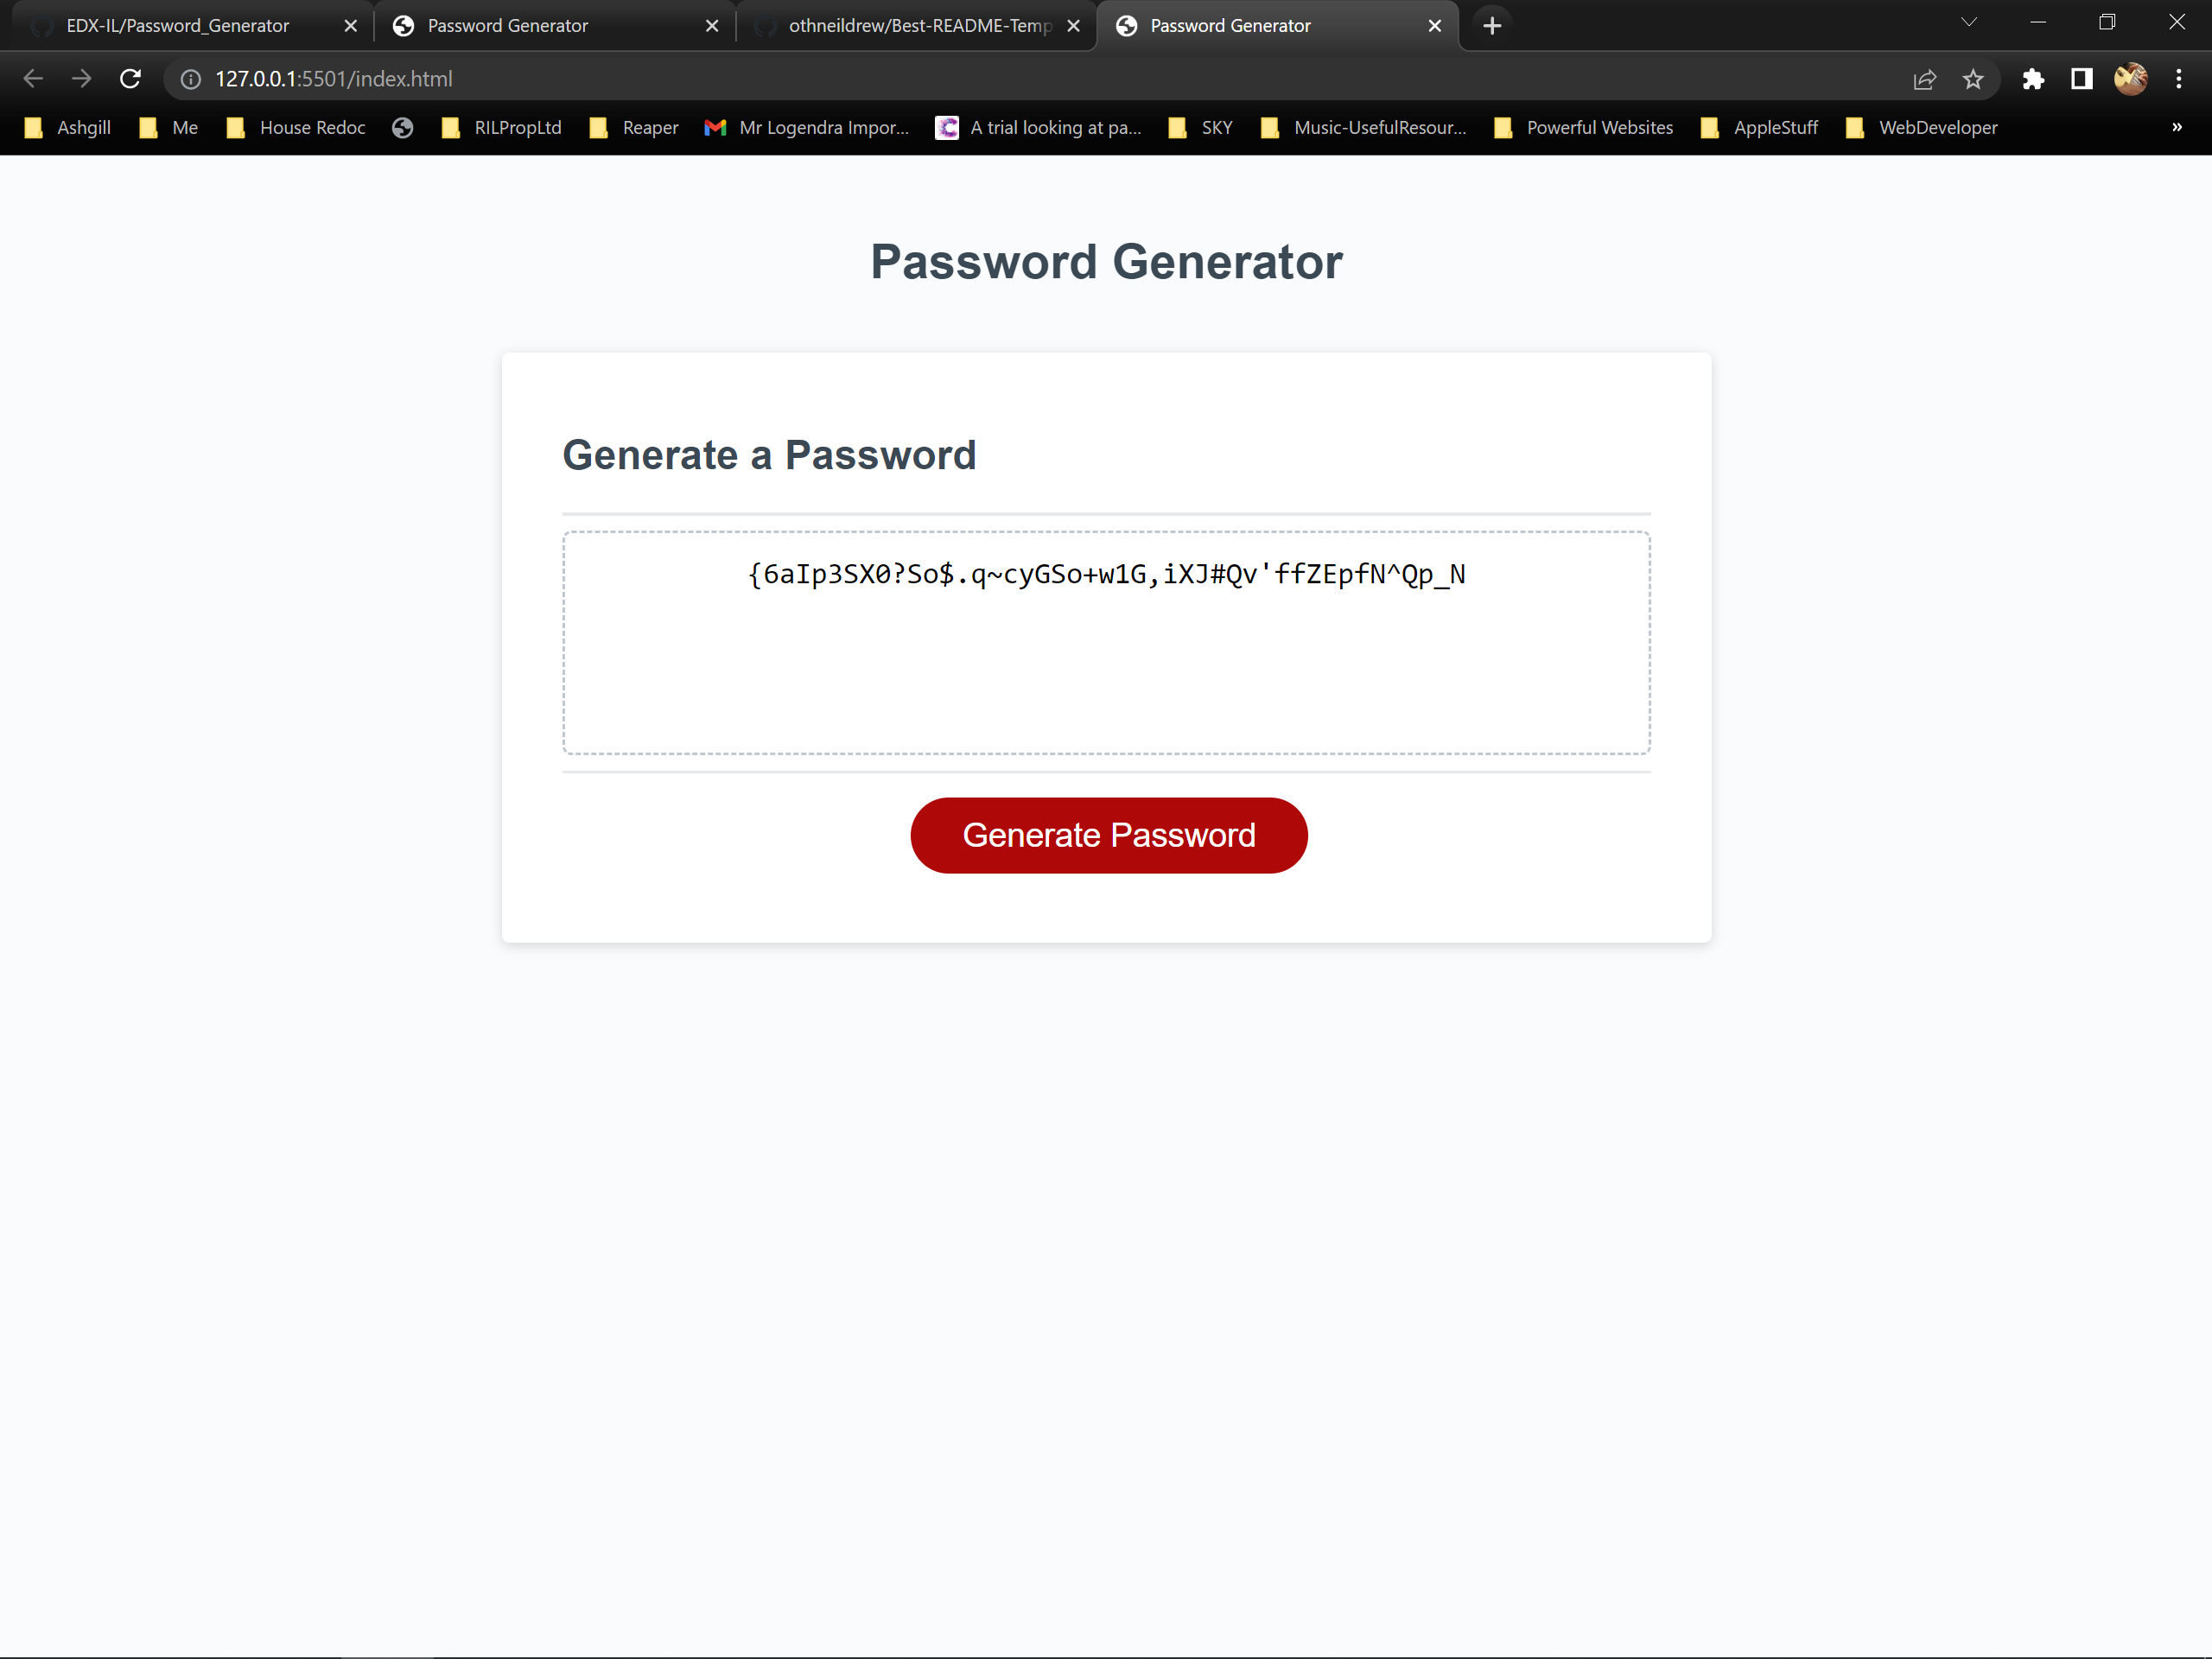 EDX-IL/Password_Generator
Password Generator
othneildrew/Best-README-Temp
Password Generator
127.0.0.1:5501/index.html
Ashgill
Me
House Redoc
RILPropLtd
Reaper
Mr Logendra Impor...
A trial looking at pa...
SKY
Music-UsefulResour...
Powerful Websites
AppleStuff
WebDeveloper
»
Password Generator
Generate a Password
{6aIp3SX0?So$.q~cyGSo+w1G,iXJ#Qv'ffZEpfN^Qp_N
Generate Password